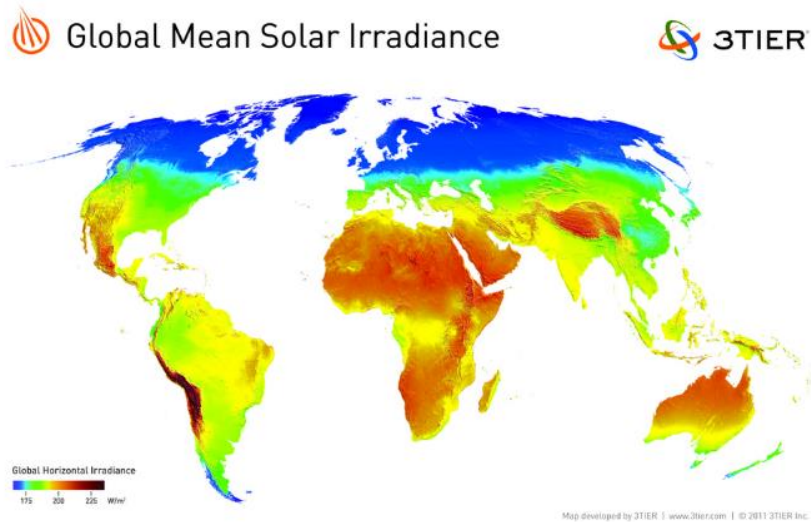 Global Mean Solar Irradiance
3TIER
Global Horizontal Irradiance
175 200 225 W/m²
Map developed by 3TIER | www.3tier.com | © 2011 3TIER Inc.